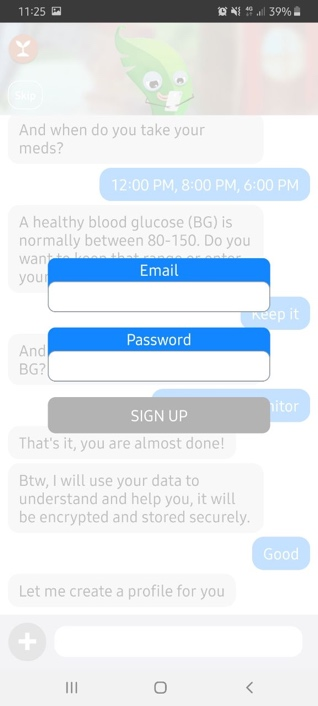 11:25
4G
39%
Skip
And when do you take your
meds?
12:00 PM, 8:00 PM, 6:00 PM
A healthy blood glucose (BG) is
normally between 80-150. Do you
want to keep that range or enter
your
Email
Keep it
Password
And
BG?
nitor
SIGN UP
That's it, you are almost done!
Btw, I will use your data to
understand and help you, it will
be encrypted and stored securely.
Good
Let me create a profile for you